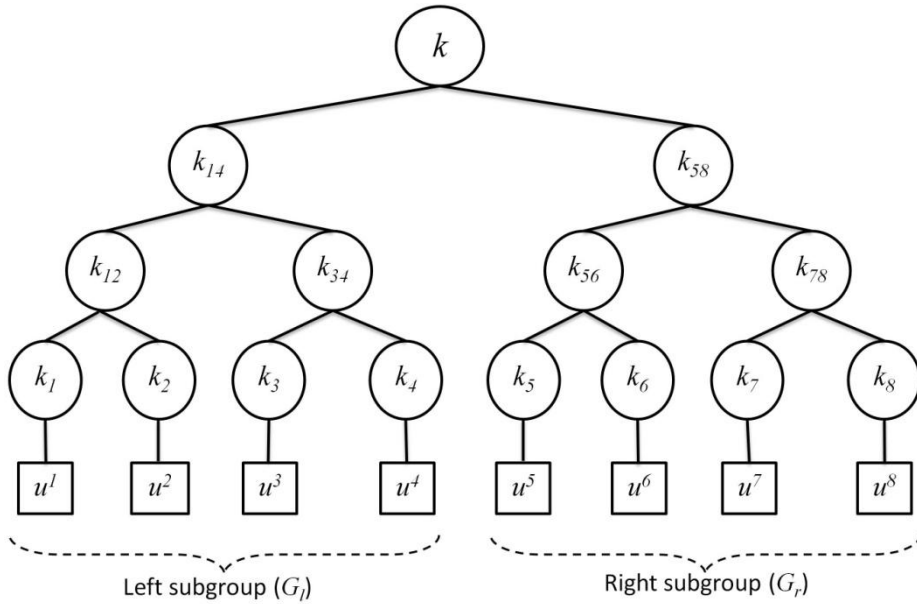 k
k14 k58
k12 k34 k56 k78
k1 k2 k3 k4 k5 k6 k7 k8
u1 u2 u3 u4 u5 u6 u7 u8
Left subgroup (Gl) Right subgroup (Gr)